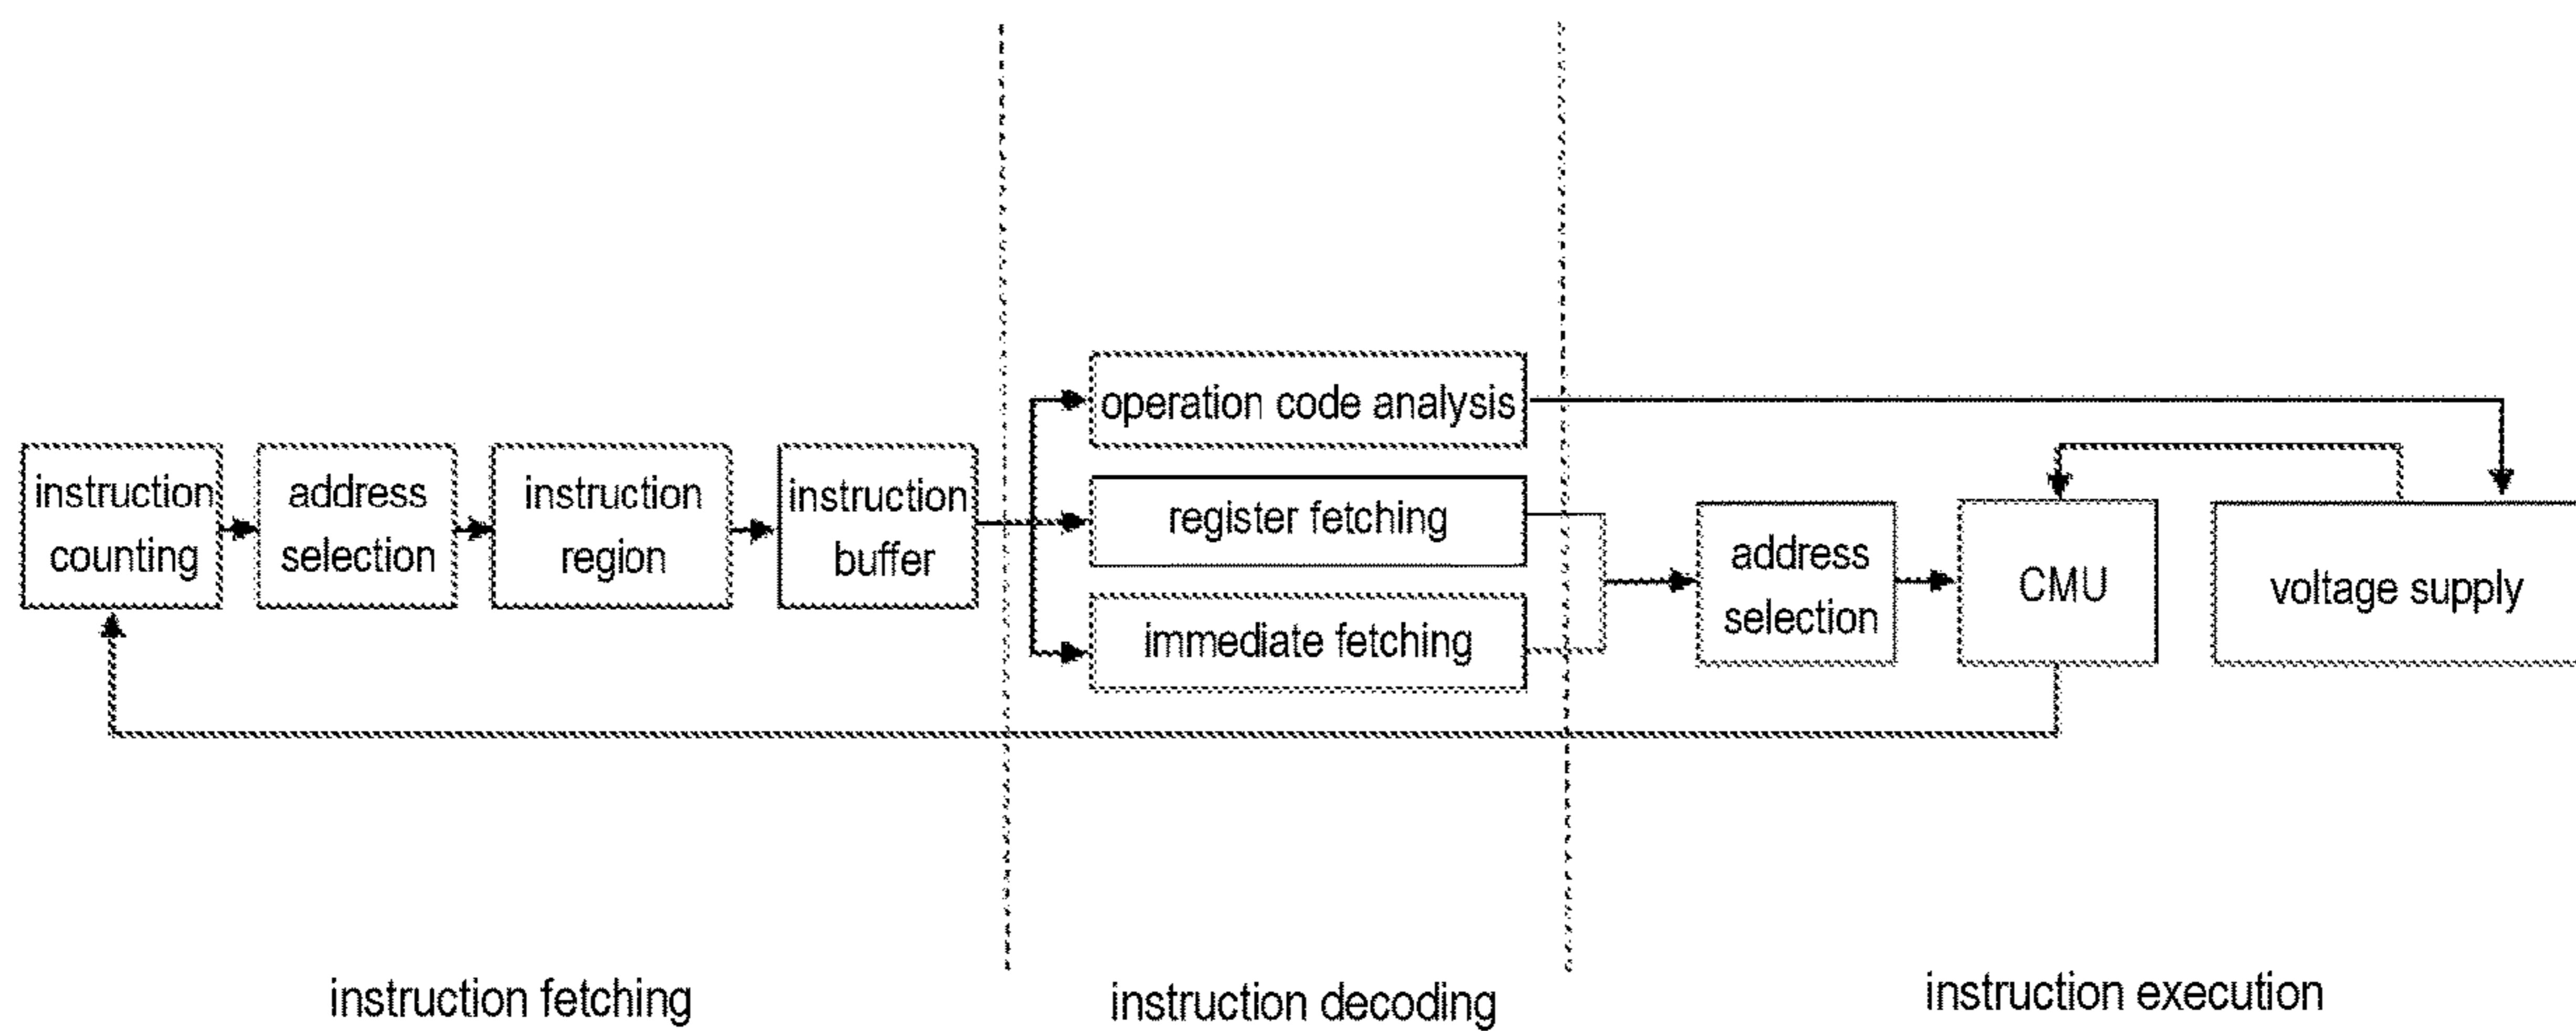 instruction
counting
address
selection
instruction
region
instruction
buffer
operation code analysis
register fetching
immediate fetching
address
selection
CMU
voltage supply
instruction fetching
instruction decoding
instruction execution